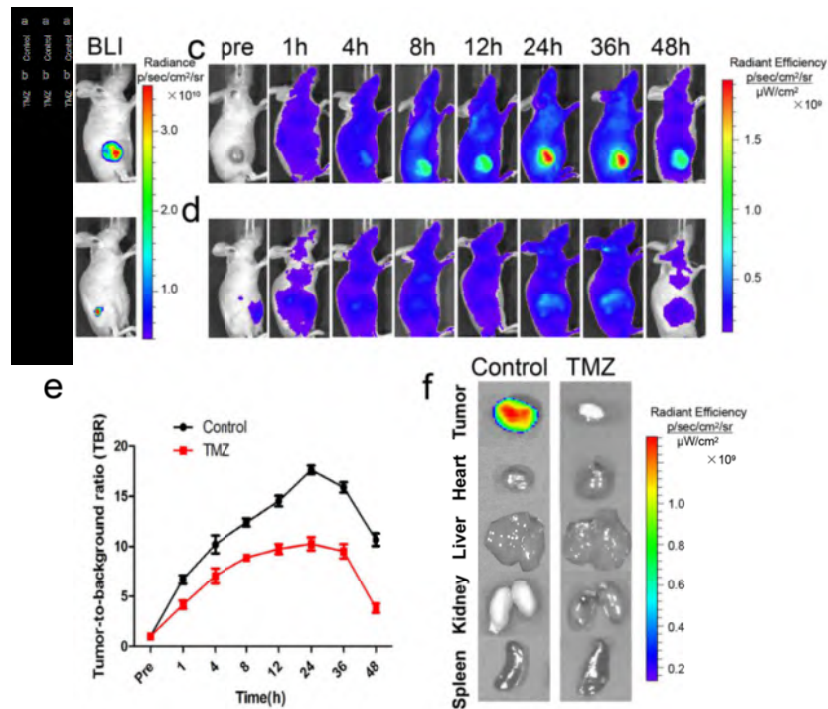 a a a
Control Control Control
b b b
TMZ TMZ TMZ
BLI
Radiance
p/sec/cm²/sr
×10¹⁰
3.0
2.0
1.0
c
pre 1h 4h 8h 12h 24h 36h 48h
Radiant Efficiency
p/sec/cm²/sr
µW/cm²
×10⁹
1.5
1.0
0.5
d
e
Control
TMZ
Tumor-to-background ratio (TBR)
20
15
10
5
0
Pre 1 4 8 12 24 36 48
Time(h)
f
Control TMZ
Tumor
Heart
Liver
Kidney
Spleen
Radiant Efficiency
p/sec/cm²/sr
µW/cm²
×10⁹
1.0
0.8
0.6
0.4
0.2